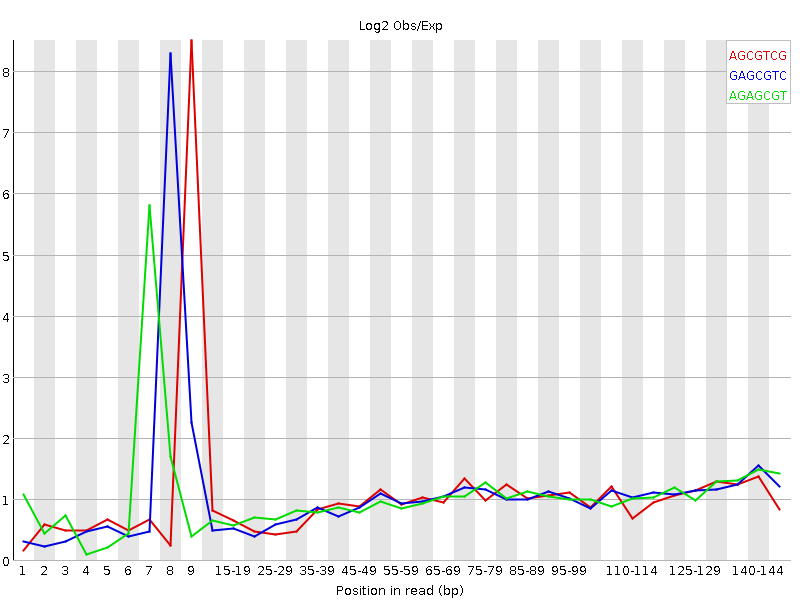 Log2 Obs/Exp
AGCGTCG
GAGCGTC
AGAGCGT
8
7
6
5
4
3
2
1
0
1 2 3 4 5 6 7 8 9 15-19 25-29 35-39 45-49 55-59 65-69 75-79 85-89 95-99 110-114 125-129 140-144
Position in read (bp)